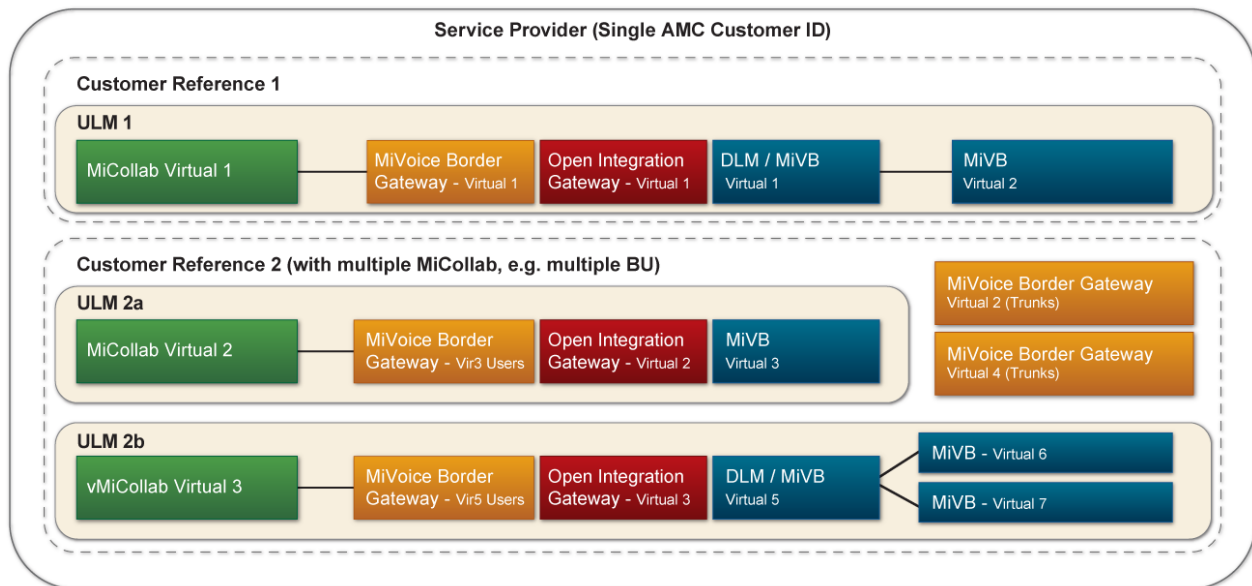 Service Provider (Single AMC Customer ID)
Customer Reference 1
ULM 1
MiCollab Virtual 1
MiVoice Border
Gateway - Virtual 1
Open Integration
Gateway - Virtual 1
DLM / MiVB
Virtual 1
MiVB
Virtual 2
Customer Reference 2 (with multiple MiCollab, e.g. multiple BU)
ULM 2a
MiCollab Virtual 2
MiVoice Border
Gateway - Vir3 Users
Open Integration
Gateway - Virtual 2
MiVB
Virtual 3
MiVoice Border Gateway
Virtual 2 (Trunks)
MiVoice Border Gateway
Virtual 4 (Trunks)
ULM 2b
vMiCollab Virtual 3
MiVoice Border
Gateway - Vir5 Users
Open Integration
Gateway - Virtual 3
DLM / MiVB
Virtual 5
MiVB - Virtual 6
MiVB - Virtual 7